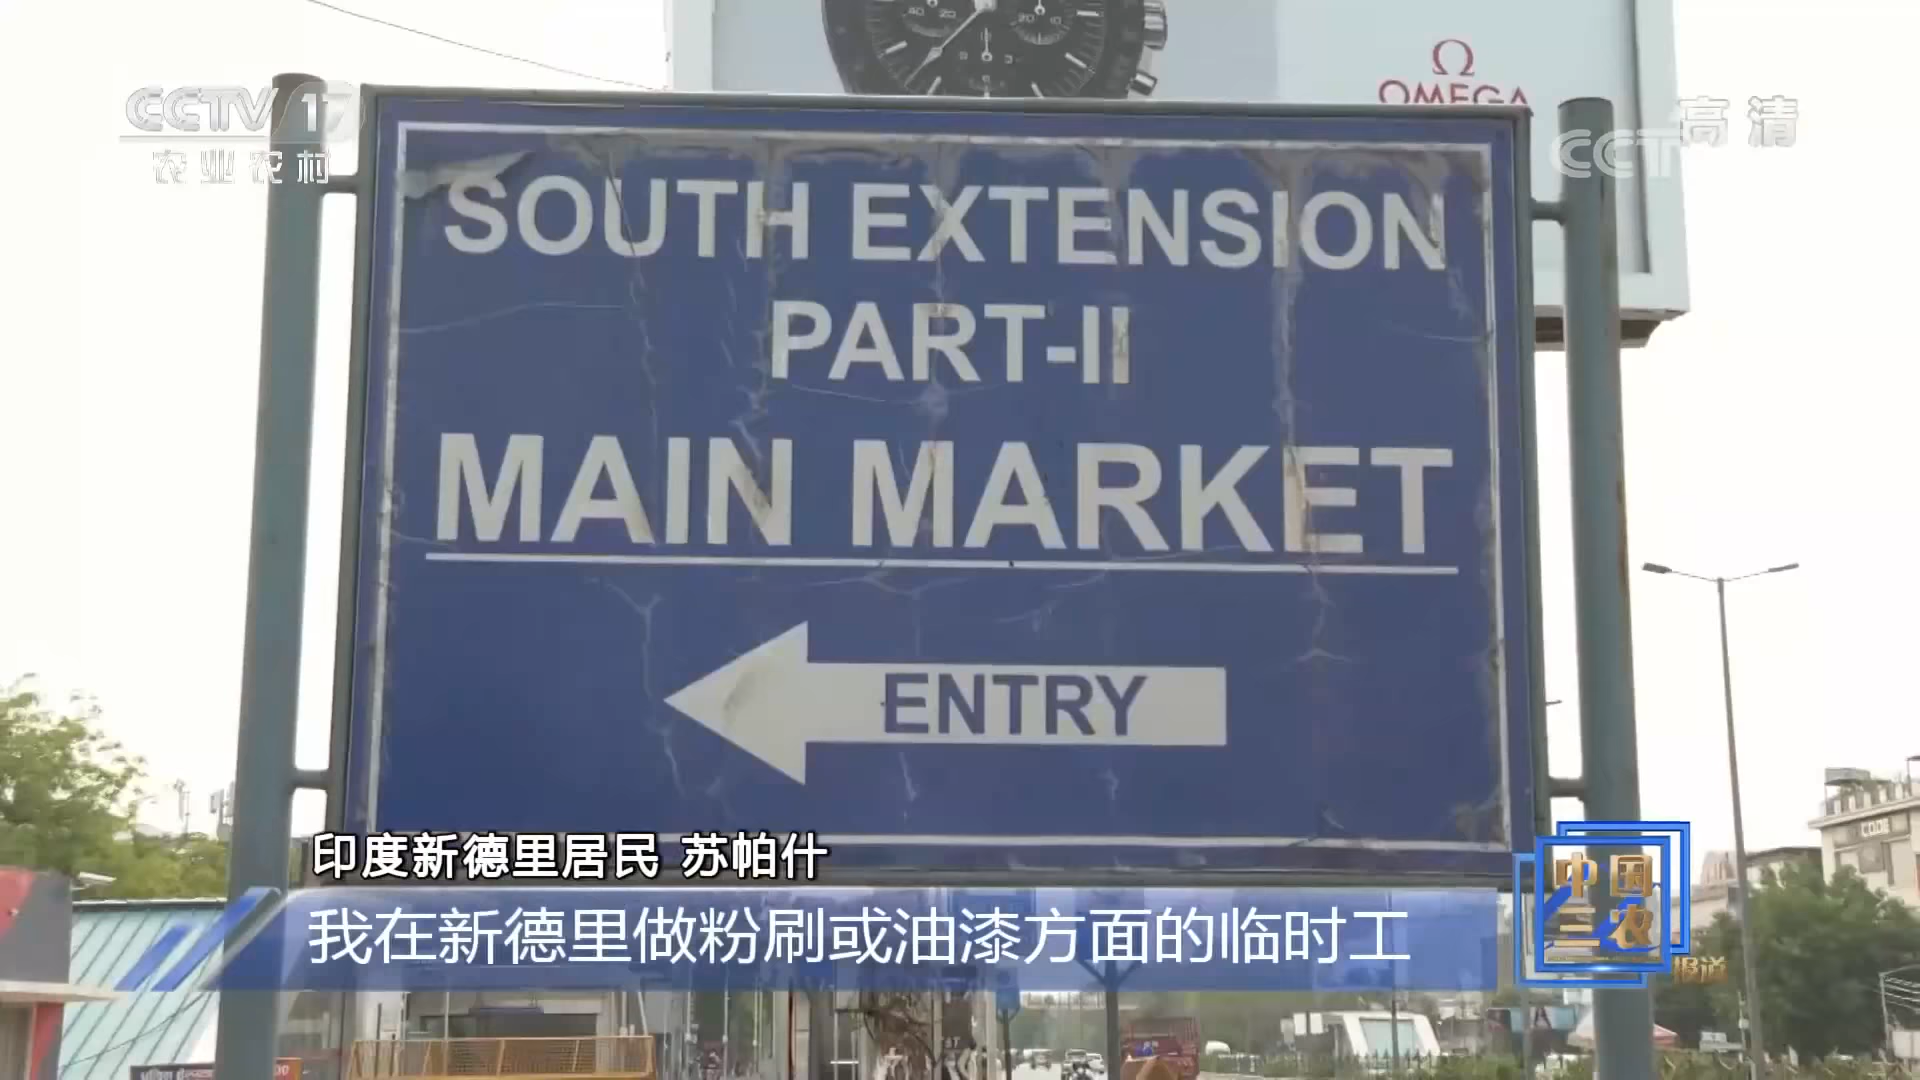 OMEGA
CCTV 17
农业农村
高清
CCT
SOUTH EXTENSION
PART-II
MAIN MARKET
ENTRY
CODE
印度新德里居民 苏帕什
我在新德里做粉刷或油漆方面的临时工
中国
三农
报道